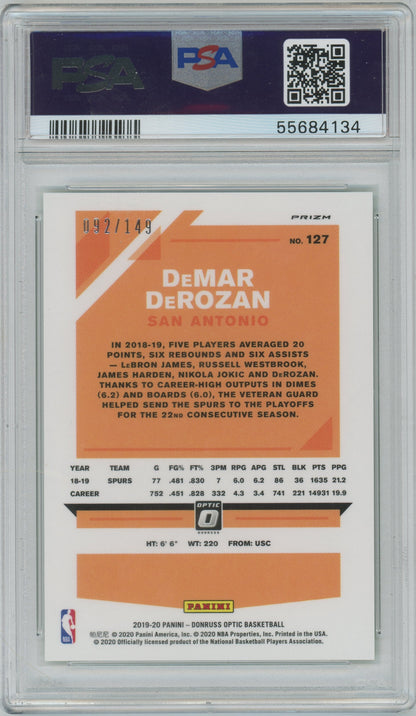 PSA
PSA
55684134
092/149
PRIZM
NO. 127
DEMAR
DEROZAN
SAN ANTONIO
IN 2018-19, FIVE PLAYERS AVERAGED 20
POINTS, SIX REBOUNDS AND SIX ASSISTS
— LEBRON JAMES, RUSSELL WESTBROOK,
JAMES HARDEN, NIKOLA JOKIC AND DEROZAN.
THANKS TO CAREER-HIGH OUTPUTS IN DIMES
(6.2) AND BOARDS (6.0), THE VETERAN GUARD
HELPED SEND THE SPURS TO THE PLAYOFFS
FOR THE 22ND CONSECUTIVE SEASON.
YEAR TEAM G FG% FT% 3PM RPG APG STL BLK PTS PPG
18-19 SPURS 77 .481 .830 7 6.0 6.2 86 36 1635 21.2
CAREER 752 .451 .828 332 4.3 3.4 741 221 14931 19.9
OPTIC
DONRUSS
HT: 6' 6" WT: 220 FROM: USC
PANINI
NBA
2019-20 PANINI – DONRUSS OPTIC BASKETBALL
帕尼尼 © 2020 Panini America, Inc. © 2020 NBA Properties, Inc. Printed in the USA.
© 2020 Officially licensed product of the National Basketball Players Association.